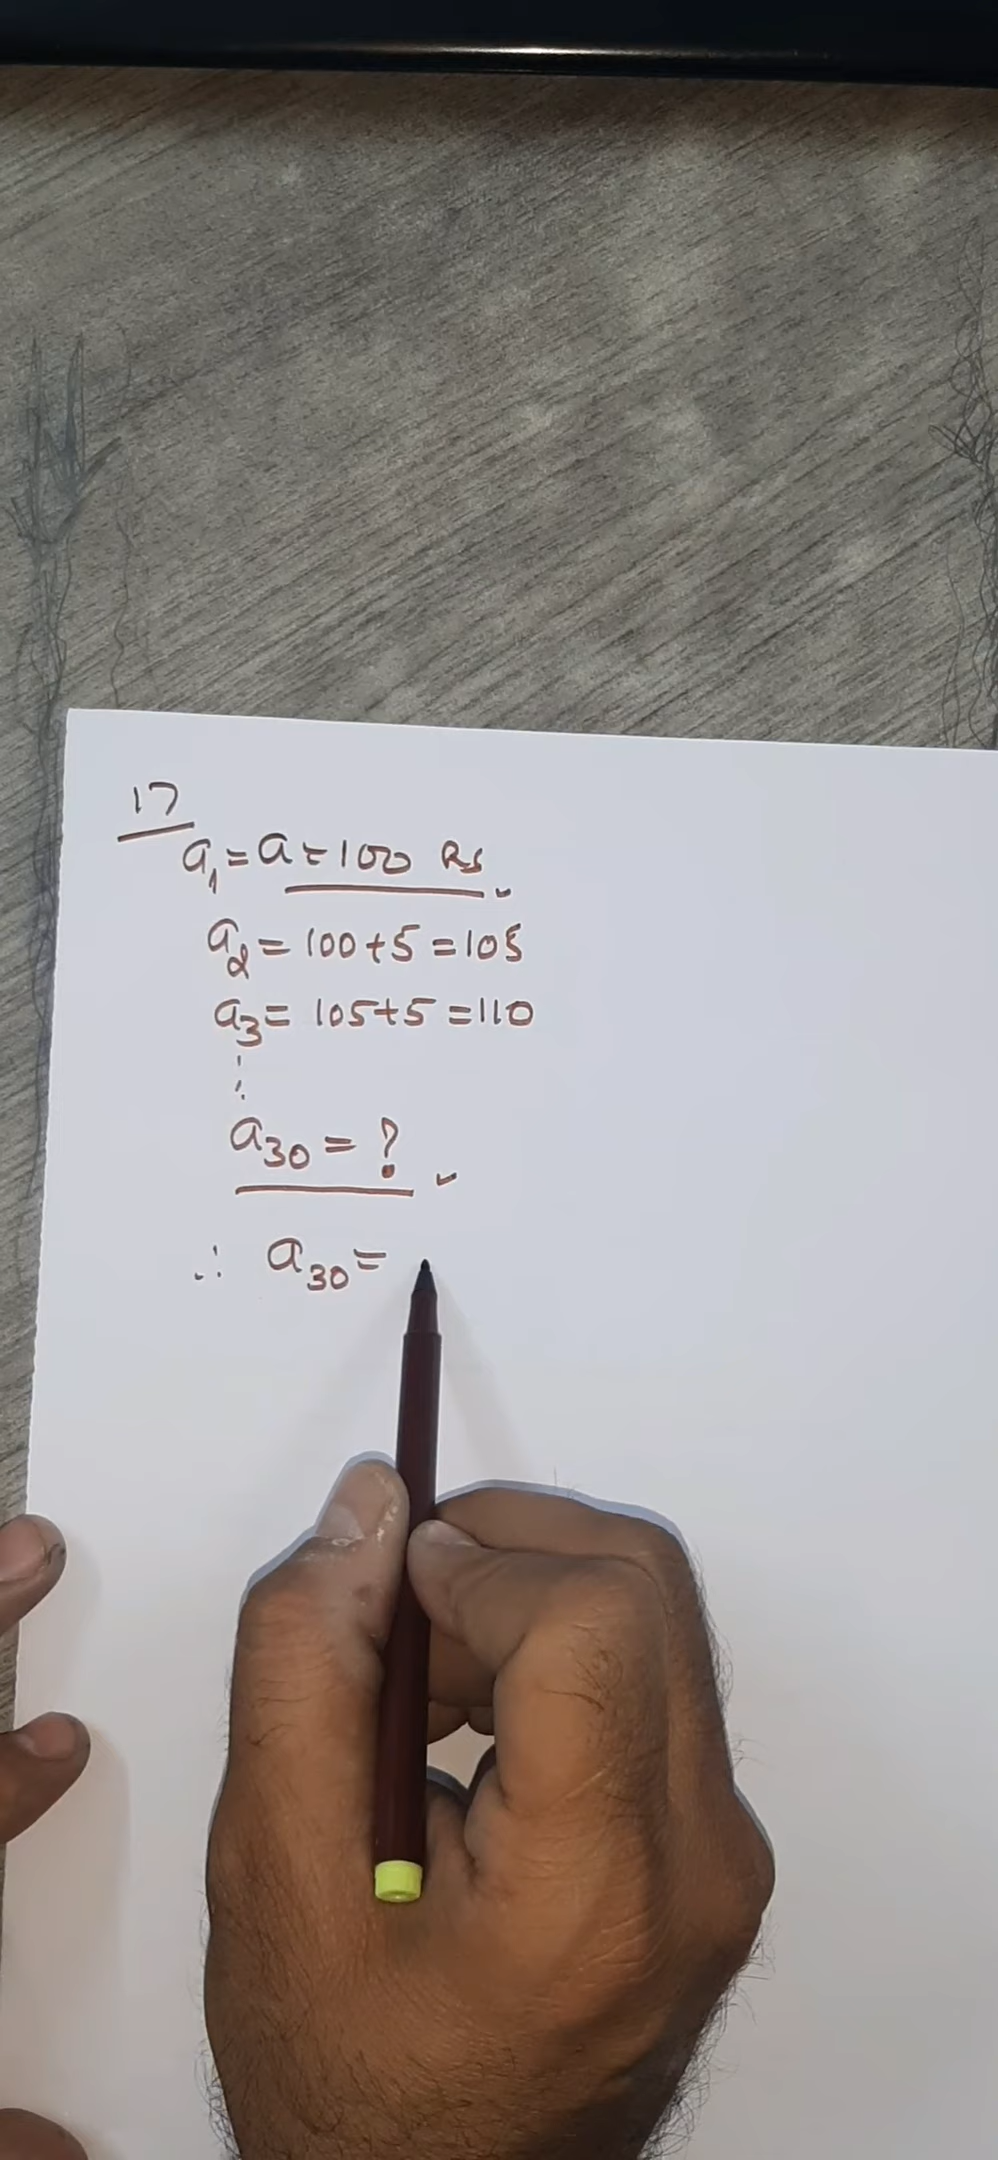 17
a₁ = a = 100 Rs
a₂ = 100 + 5 = 105
a₃ = 105 + 5 = 110
⋮
a₃₀ = ?
∴ a₃₀ =